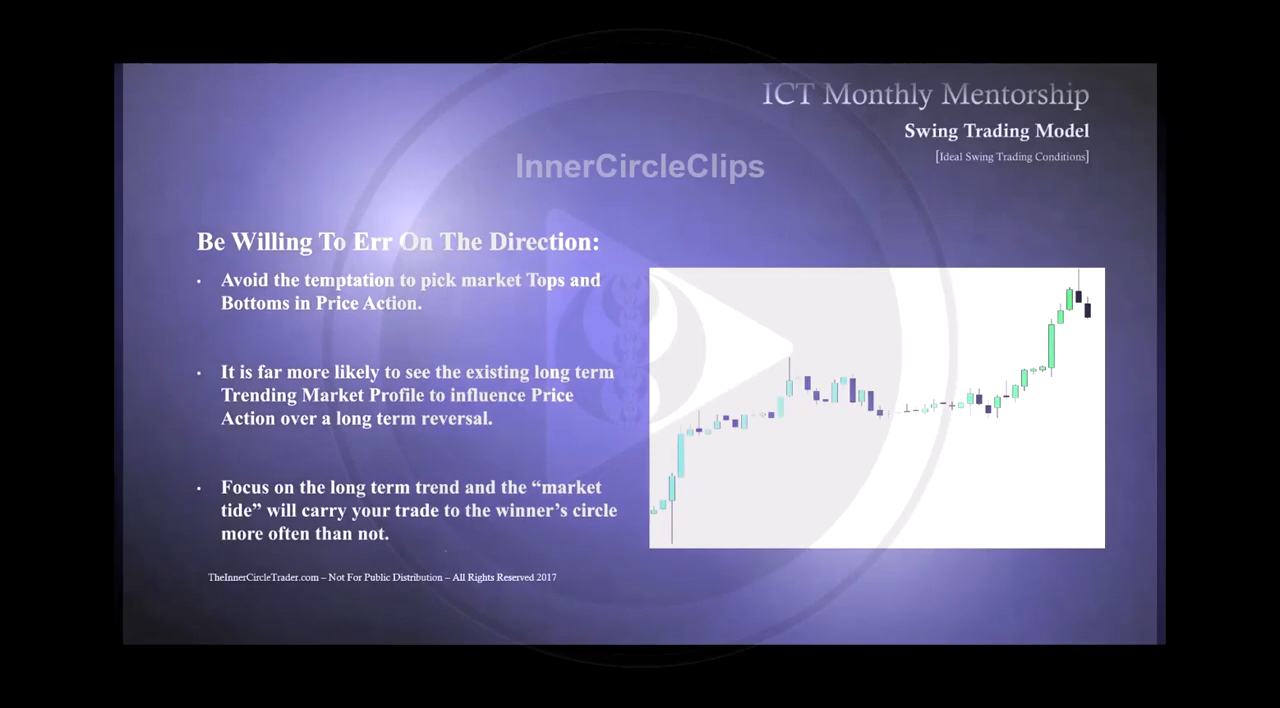 ICT Monthly Mentorship
Swing Trading Model
[Ideal Swing Trading Conditions]
InnerCircleClips
Be Willing To Err On The Direction:
• Avoid the temptation to pick market Tops and
Bottoms in Price Action.
• It is far more likely to see the existing long term
Trending Market Profile to influence Price
Action over a long term reversal.
• Focus on the long term trend and the “market
tide” will carry your trade to the winner’s circle
more often than not.
TheInnerCircleTrader.com – Not For Public Distribution – All Rights Reserved 2017